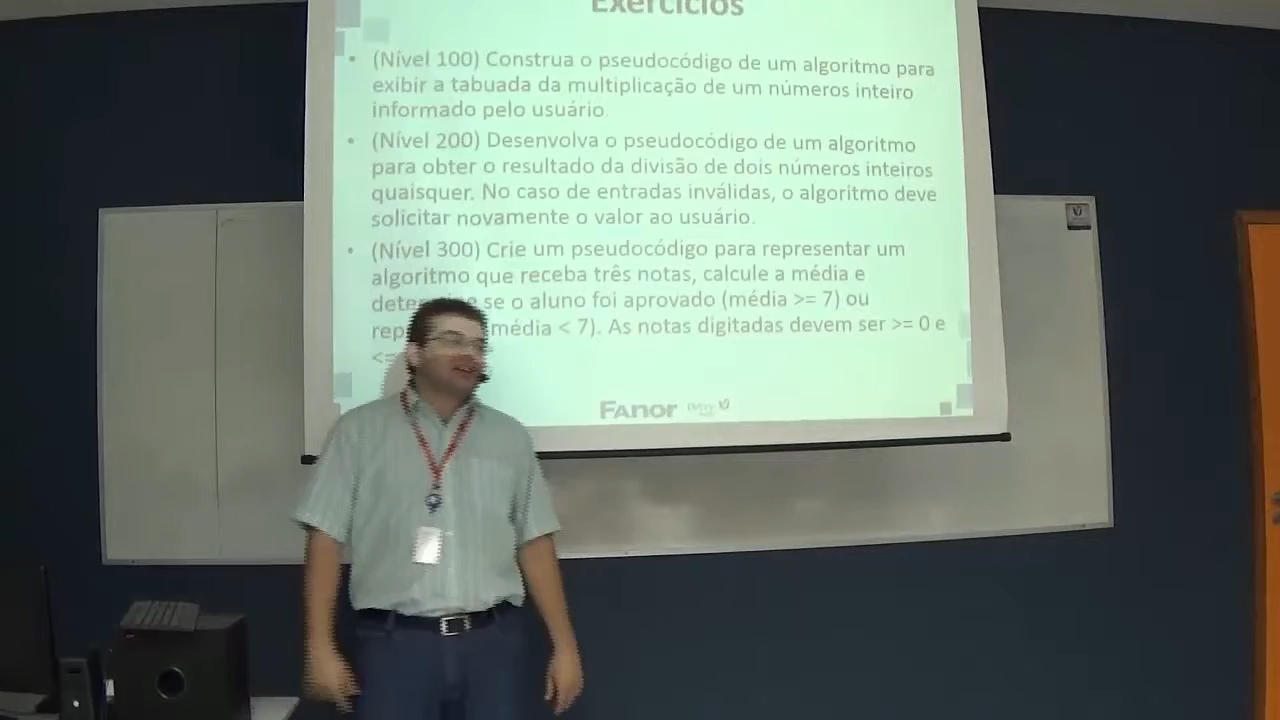 Exercícios
• (Nível 100) Construa o pseudocódigo de um algoritmo para
exibir a tabuada da multiplicação de um números inteiro
informado pelo usuário.
• (Nível 200) Desenvolva o pseudocódigo de um algoritmo
para obter o resultado da divisão de dois números inteiros
quaisquer. No caso de entradas inválidas, o algoritmo deve
solicitar novamente o valor ao usuário.
• (Nível 300) Crie um pseudocódigo para representar um
algoritmo que receba três notas, calcule a média e
se o aluno foi aprovado (média >= 7) ou
(média < 7). As notas digitadas devem ser >= 0 e
<=
Fanor